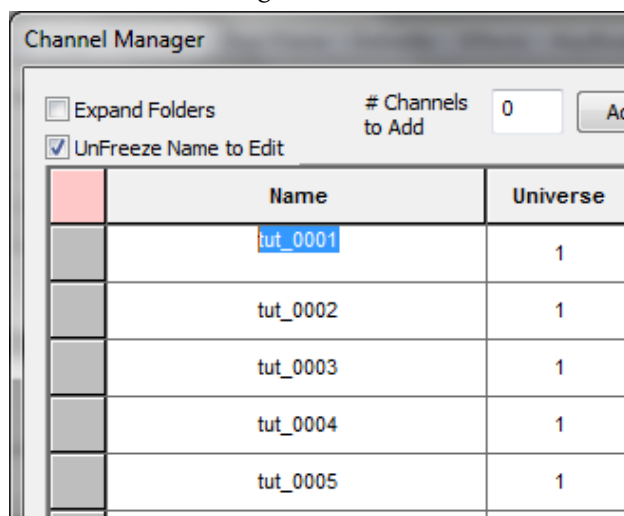 Channel Manager
Expand Folders
# Channels
to Add
0
UnFreeze Name to Edit
Name Universe
tut_0001 1
tut_0002 1
tut_0003 1
tut_0004 1
tut_0005 1